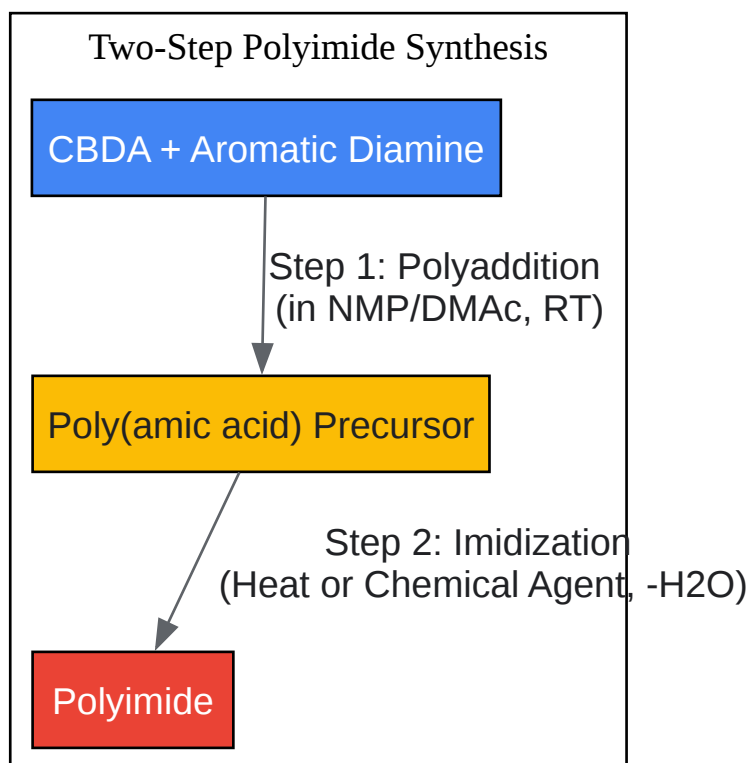 Two-Step Polyimide Synthesis
CBDA + Aromatic Diamine
Step 1: Polyaddition
(in NMP/DMAc, RT)
Poly(amic acid) Precursor
Step 2: Imidization
(Heat or Chemical Agent, -H2O)
Polyimide